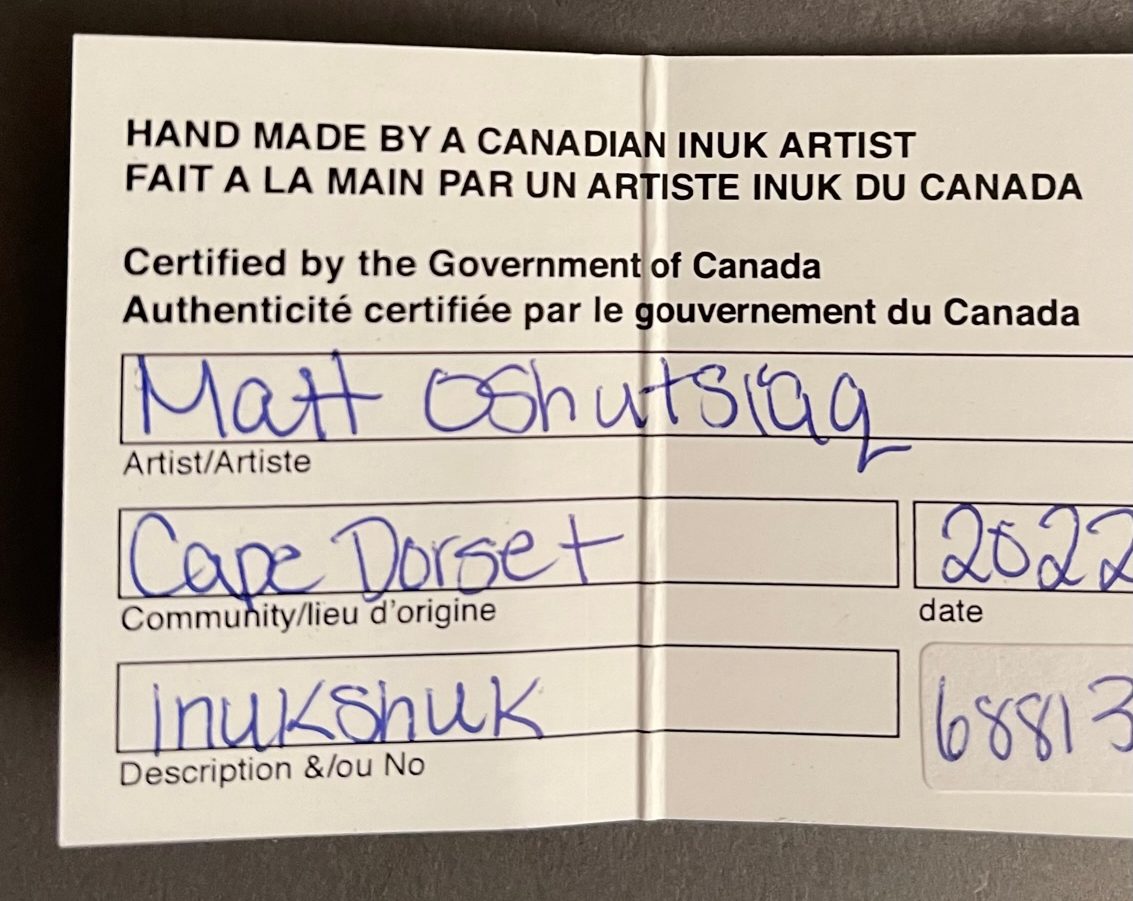 HAND MADE BY A CANADIAN INUK ARTIST
FAIT A LA MAIN PAR UN ARTISTE INUK DU CANADA
Certified by the Government of Canada
Authenticité certifiée par le gouvernement du Canada
Matt Oshutsiaq
Artist/Artiste
Cape Dorset 2022
Community/lieu d'origine date
inukshuk 68813
Description &/ou No